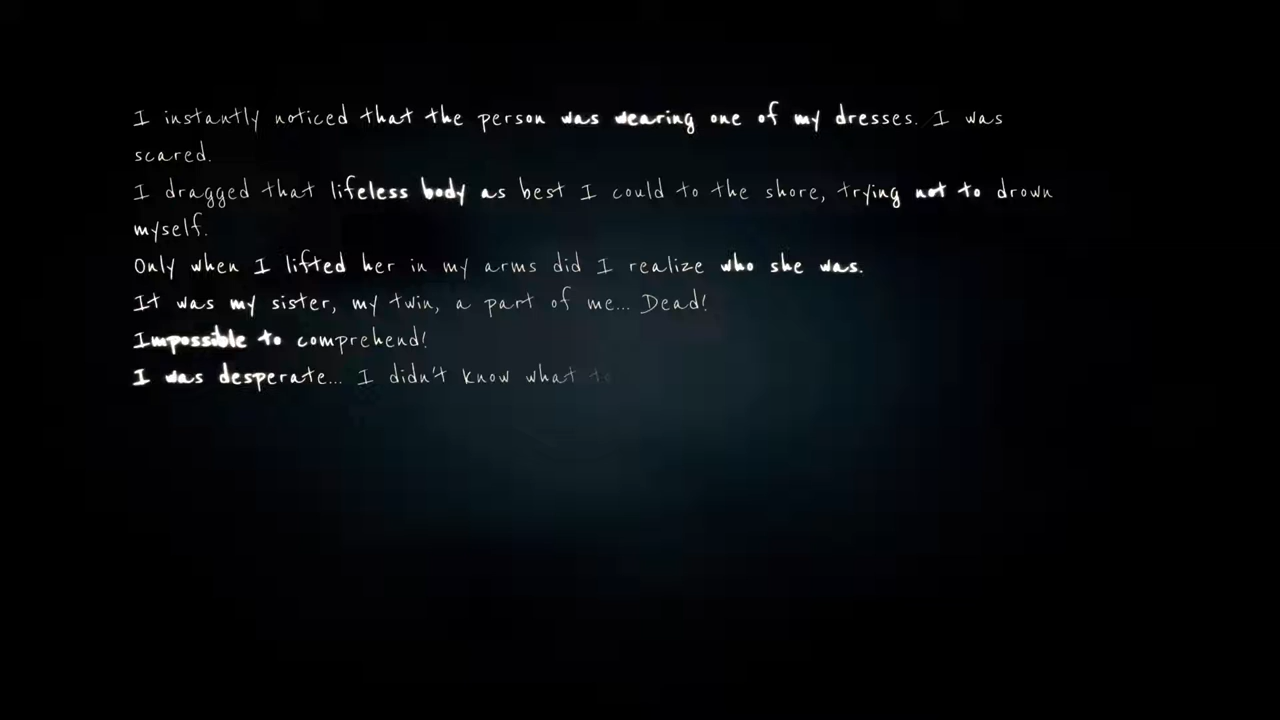 I instantly noticed that the person was wearing one of my dresses. I was
scared.
I dragged that lifeless body as best I could to the shore, trying not to drown
myself.
Only when I lifted her in my arms did I realize who she was.
It was my sister, my twin, a part of me... Dead!
Impossible to comprehend!
I was desperate... I didn't know what to